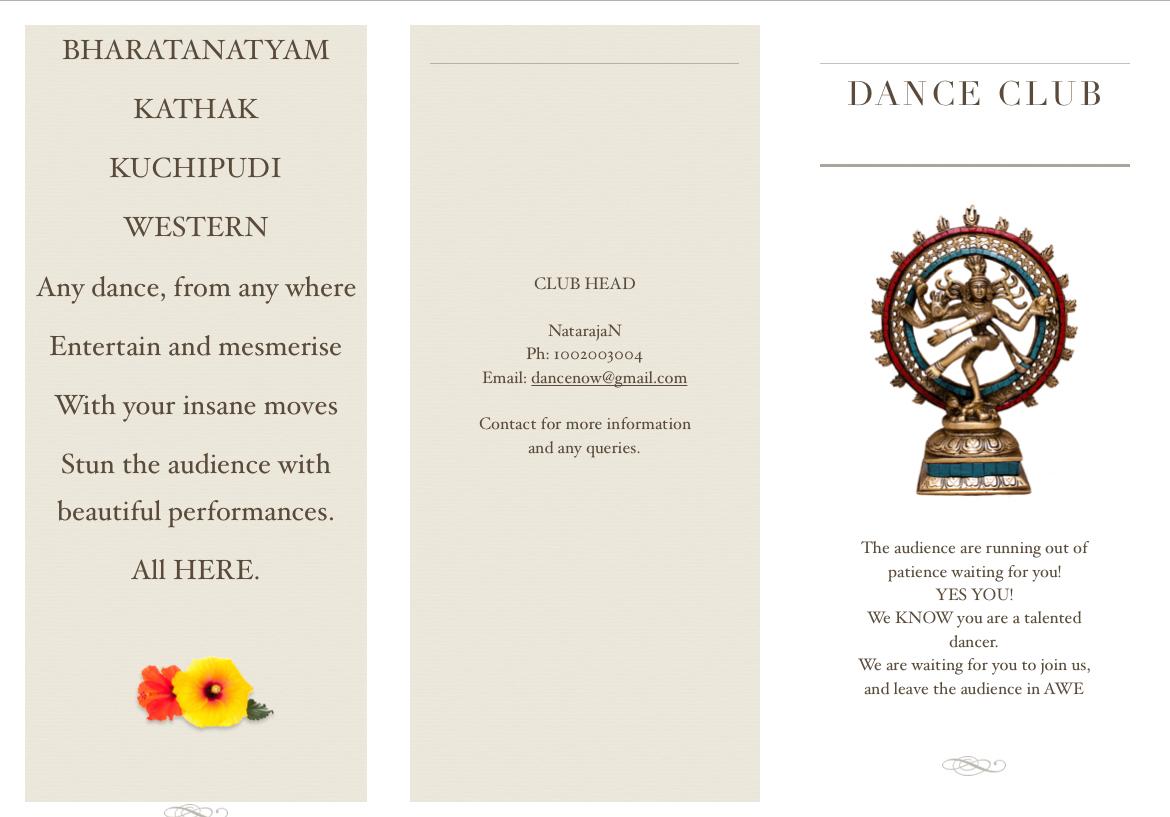 BHARATANATYAM
KATHAK
KUCHIPUDI
WESTERN
Any dance, from any where
Entertain and mesmerise
With your insane moves
Stun the audience with
beautiful performances.
All HERE.
CLUB HEAD
NatarajaN
Ph: 1002003004
Email: dancenow@gmail.com
Contact for more information
and any queries.
DANCE CLUB
The audience are running out of
patience waiting for you!
YES YOU!
We KNOW you are a talented
dancer.
We are waiting for you to join us,
and leave the audience in AWE